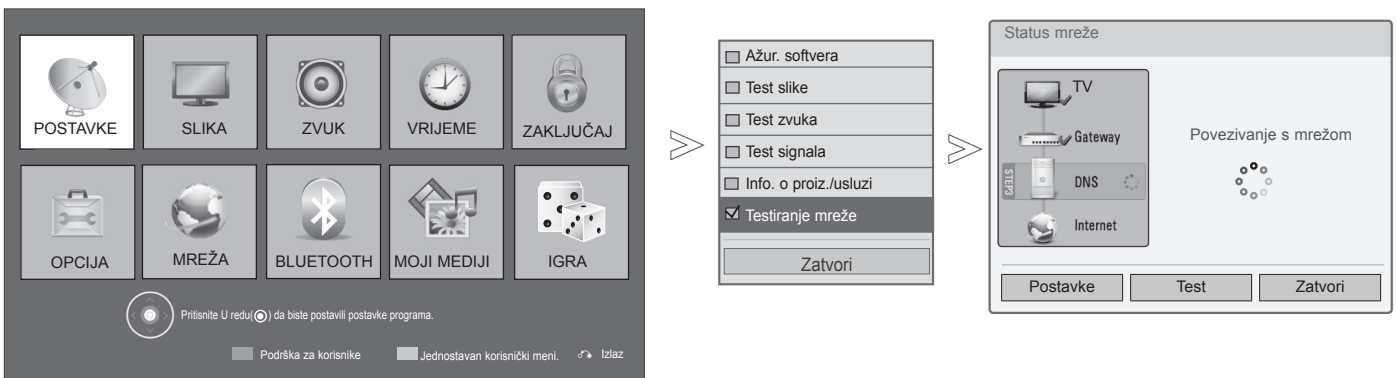 POSTAVKE
SLIKA
ZVUK
VRIJEME
ZAKLJUČAJ
OPCIJA
MREŽA
BLUETOOTH
MOJI MEDIJI
IGRA
Pritisnite U redu(◉) da biste postavili postavke programa.
Podrška za korisnike
Jednostavan korisnički meni.
Izlaz
Ažur. softvera
Test slike
Test zvuka
Test signala
Info. o proiz./usluzi
Testiranje mreže
Zatvori
Status mreže
TV
Gateway
STEP3
DNS
Internet
Povezivanje s mrežom
Postavke
Test
Zatvori